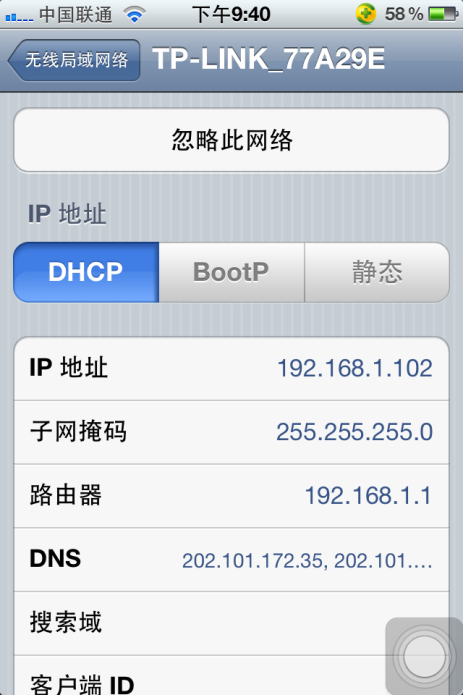 中国联通 下午9:40 58%
无线局域网络 TP-LINK_77A29E
忽略此网络
IP 地址
DHCP BootP 静态
IP 地址 192.168.1.102
子网掩码 255.255.255.0
路由器 192.168.1.1
DNS 202.101.172.35, 202.101.…
搜索域
客户端 ID